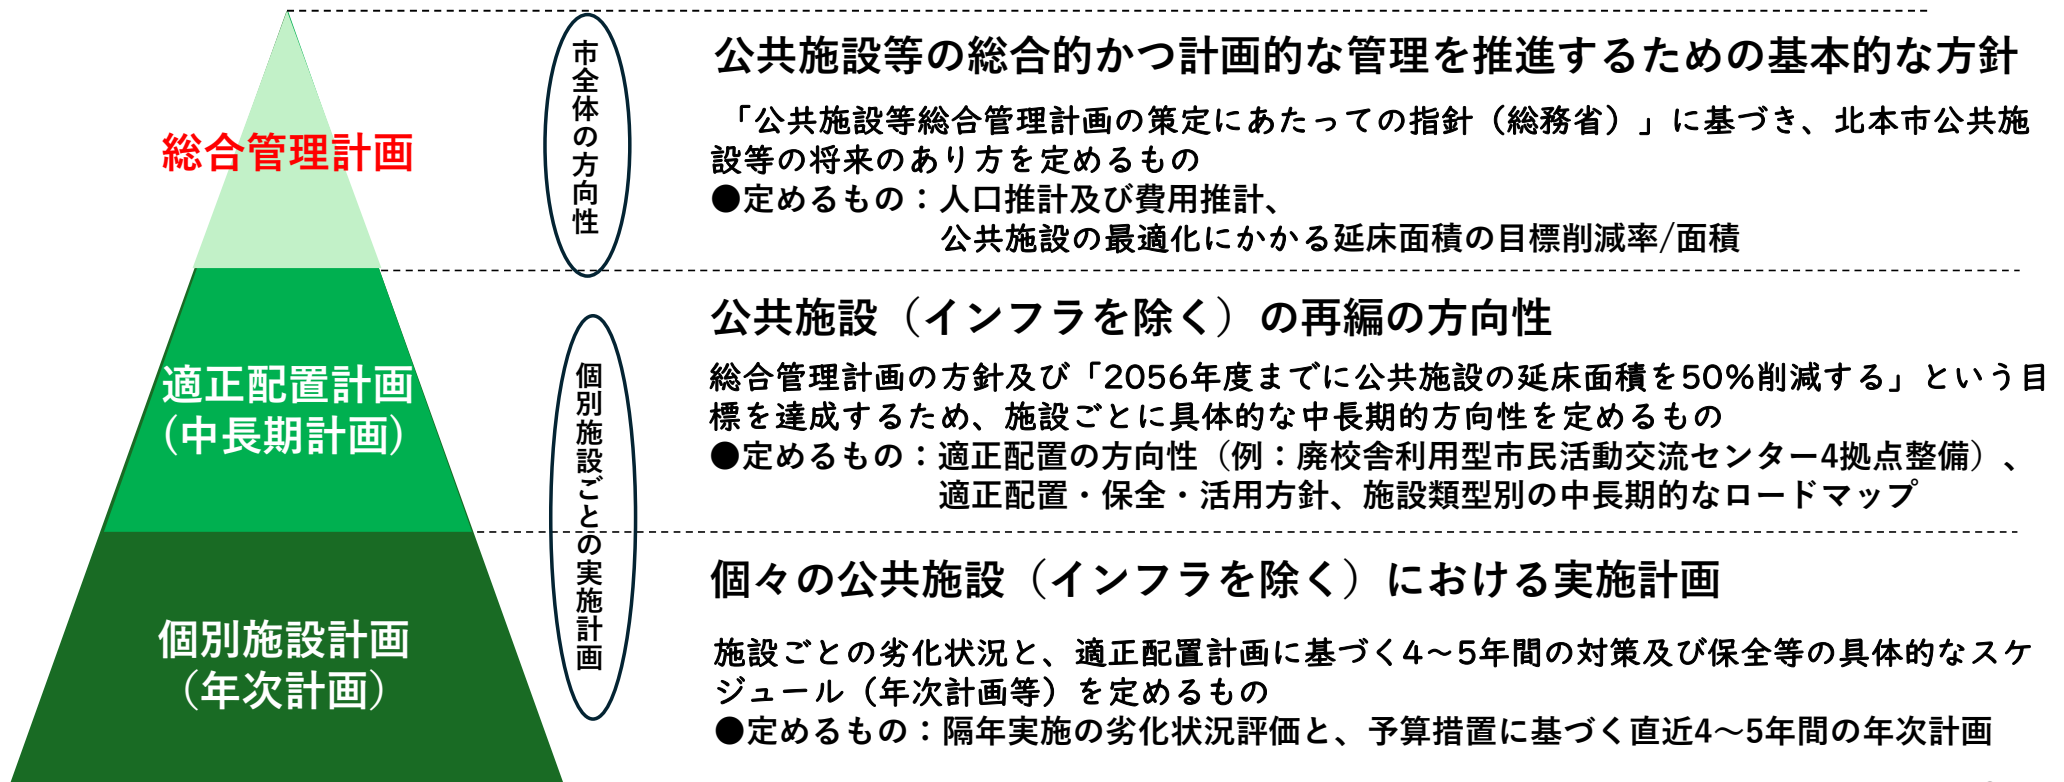 総合管理計画
市全体の方向性
公共施設等の総合的かつ計画的な管理を推進するための基本的な方針
「公共施設等総合管理計画の策定にあたっての指針（総務省）」に基づき、北本市公共施
設等の将来のあり方を定めるもの
●定めるもの：人口推計及び費用推計、
公共施設の最適化にかかる延床面積の目標削減率/面積
適正配置計画
（中長期計画）
個別施設ごとの実施計画
公共施設（インフラを除く）の再編の方向性
総合管理計画の方針及び「2056年度までに公共施設の延床面積を50%削減する」という目
標を達成するため、施設ごとに具体的な中長期的方向性を定めるもの
●定めるもの：適正配置の方向性（例：廃校舎利用型市民活動交流センター4拠点整備）、
適正配置・保全・活用方針、施設類型別の中長期的なロードマップ
個別施設計画
（年次計画）
個々の公共施設（インフラを除く）における実施計画
施設ごとの劣化状況と、適正配置計画に基づく4～5年間の対策及び保全等の具体的なスケ
ジュール（年次計画等）を定めるもの
●定めるもの：隔年実施の劣化状況評価と、予算措置に基づく直近4～5年間の年次計画